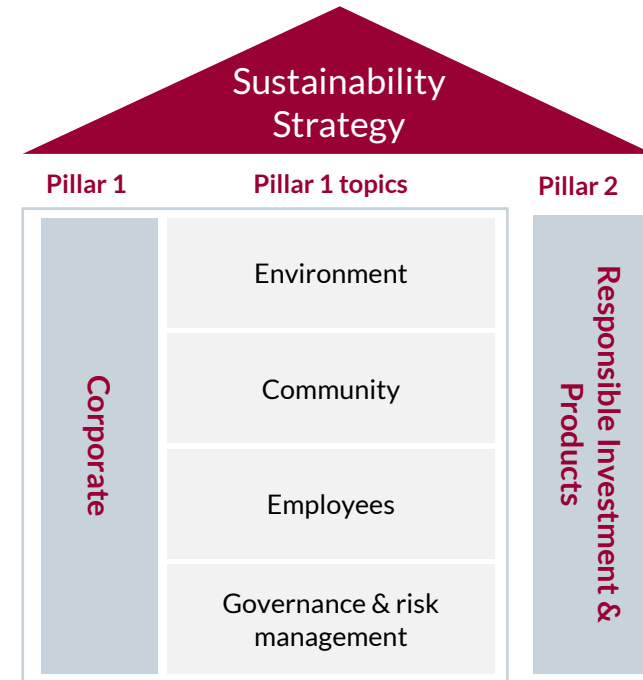 Sustainability
Strategy
Pillar 1
Pillar 1 topics
Pillar 2
Corporate
Environment
Community
Employees
Governance & risk
management
Responsible Investment &
Products